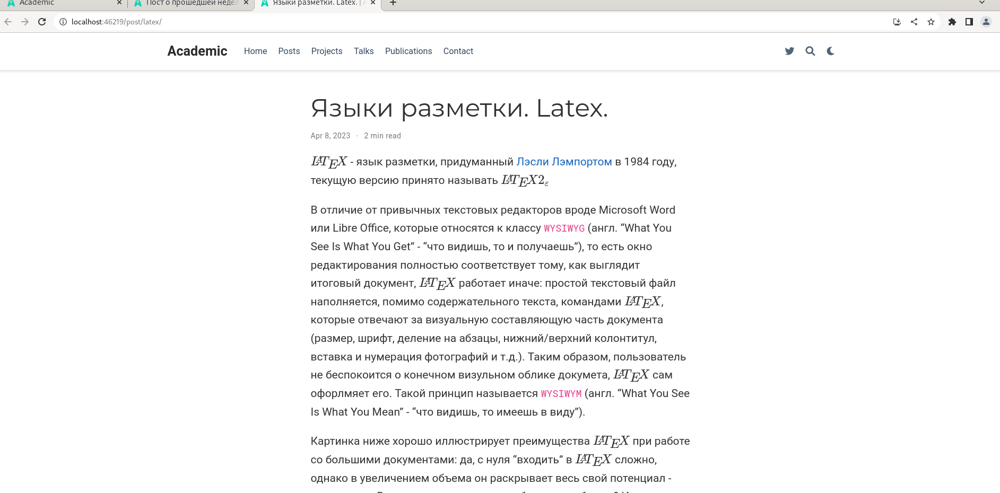 Academic
Пост о прошедшей недел
Языки разметки. Latex. |
localhost:46219/post/latex/
Academic Home Posts Projects Talks Publications Contact
Языки разметки. Latex.
Apr 8, 2023 · 2 min read
LATEX - язык разметки, придуманный Лэсли Лэмпортом в 1984 году,
текущую версию принято называть LATEX2ε
В отличие от привычных текстовых редакторов вроде Microsoft Word
или Libre Office, которые относятся к классу WYSIWYG (англ. “What You
See Is What You Get” - “что видишь, то и получаешь”), то есть окно
редактирования полностью соответствует тому, как выглядит
итоговый документ, LATEX работает иначе: простой текстовый файл
наполняется, помимо содержательного текста, командами LATEX,
которые отвечают за визуальную составляющую часть документа
(размер, шрифт, деление на абзацы, нижний/верхний колонтитул,
вставка и нумерация фотографий и т.д.). Таким образом, пользователь
не беспокоится о конечном визульном облике докумета, LATEX сам
офорлмяет его. Такой принцип называется WYSIWYM (англ. “What You See
Is What You Mean” - “что видишь, то имеешь в виду”).
Картинка ниже хорошо иллюстрирует преимущества LATEX при работе
со большими документами: да, с нуля “входить” в LATEX сложно,
однако в увеличением объема он раскрывает весь свой потенциал -